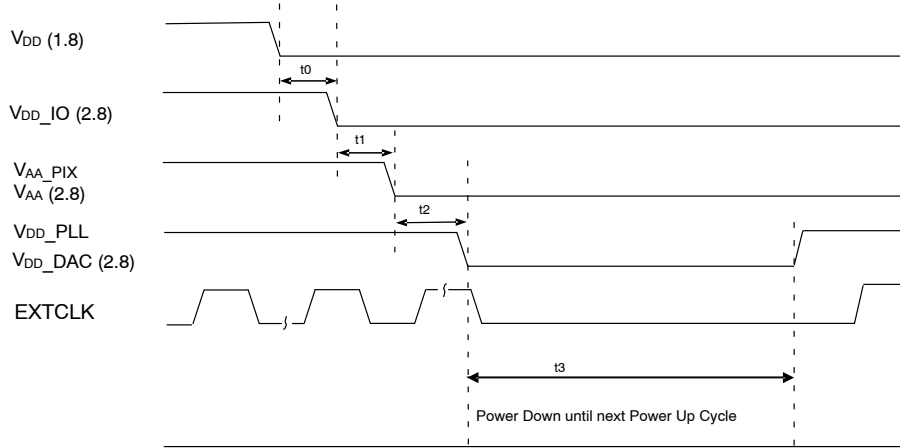 VDD (1.8)
t0
VDD_IO (2.8)
t1
VAA_PIX
VAA (2.8)
t2
VDD_PLL
VDD_DAC (2.8)
EXTCLK
t3
Power Down until next Power Up Cycle